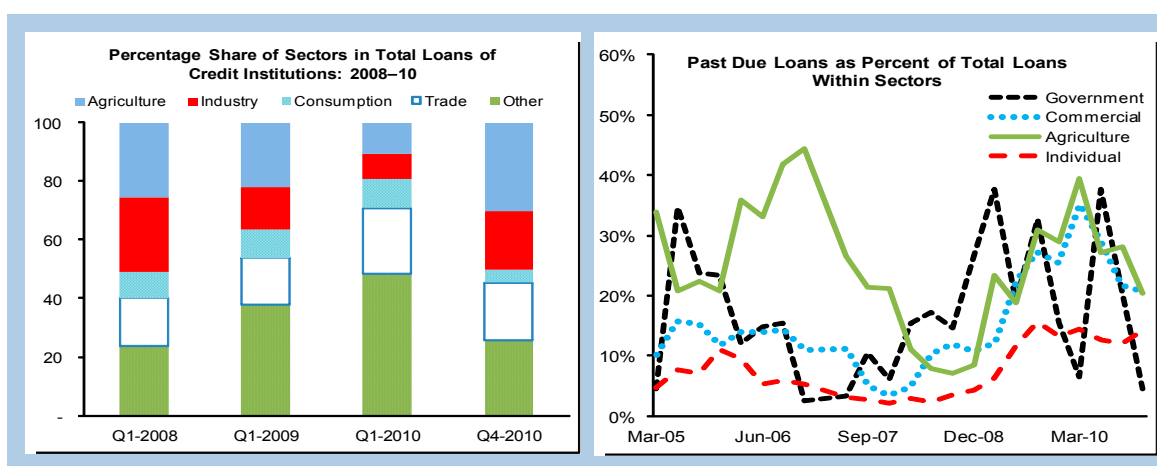 Percentage Share of Sectors in Total Loans of
Credit Institutions: 2008–10
Agriculture Industry Consumption Trade Other
100
80
60
40
20
-
Q1-2008 Q1-2009 Q1-2010 Q4-2010
Past Due Loans as Percent of Total Loans
Within Sectors
Government
Commercial
Agriculture
Individual
60%
50%
40%
30%
20%
10%
0%
Mar-05 Jun-06 Sep-07 Dec-08 Mar-10